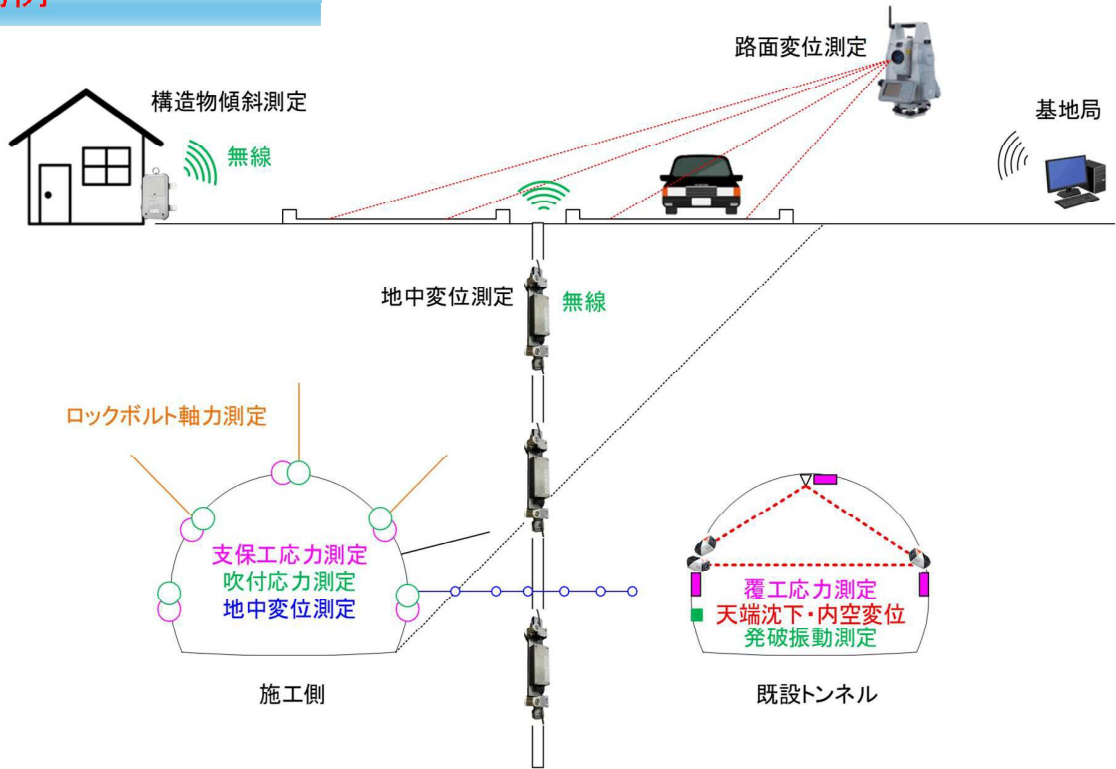 路面変位測定
構造物傾斜測定
基地局
無線
地中変位測定
無線
ロックボルト軸力測定
支保工応力測定
吹付応力測定
地中変位測定
覆工応力測定
天端沈下・内空変位
発破振動測定
施工側
既設トンネル